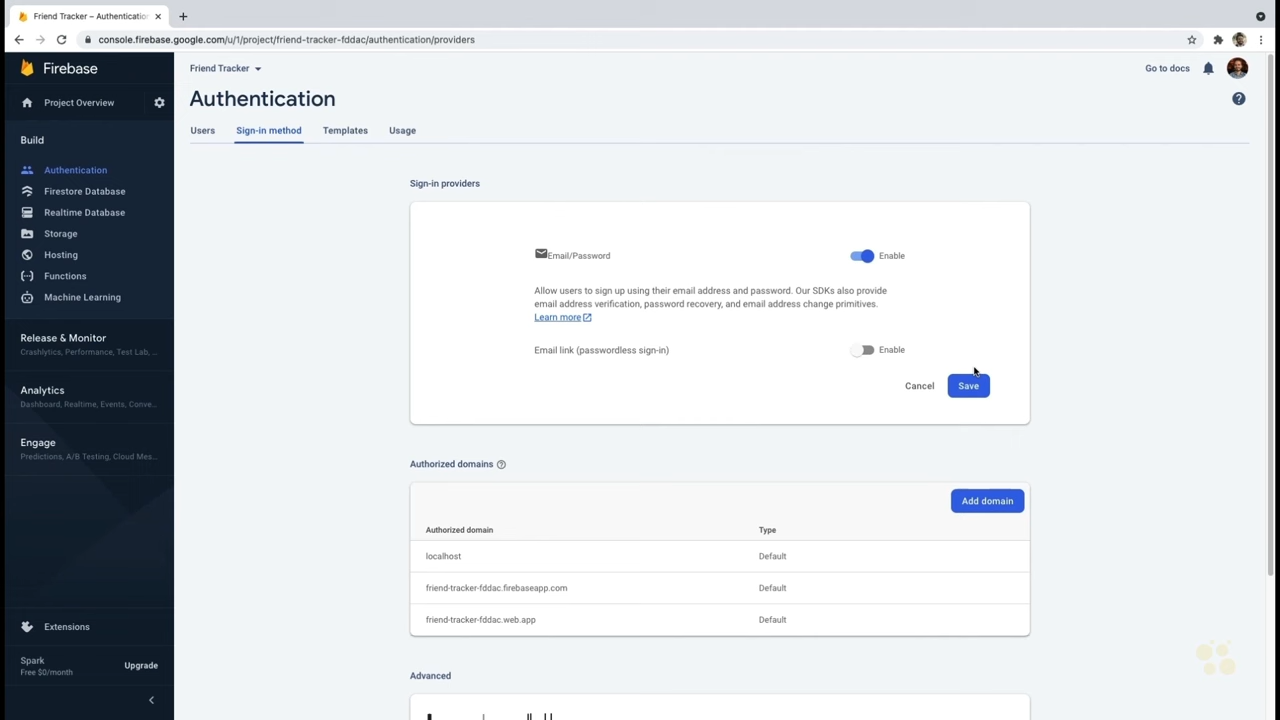 Friend Tracker – Authenticatio
console.firebase.google.com/u/1/project/friend-tracker-fddac/authentication/providers
Firebase
Project Overview
Build
Authentication
Firestore Database
Realtime Database
Storage
Hosting
Functions
Machine Learning
Release & Monitor
Crashlytics, Performance, Test Lab, ...
Analytics
Dashboard, Realtime, Events, Conve...
Engage
Predictions, A/B Testing, Cloud Mes...
Extensions
Spark
Free $0/month
Upgrade
Friend Tracker
Go to docs
Authentication
Users
Sign-in method
Templates
Usage
Sign-in providers
Email/Password
Enable
Allow users to sign up using their email address and password. Our SDKs also provide
email address verification, password recovery, and email address change primitives.
Learn more
Email link (passwordless sign-in)
Enable
Cancel
Save
Authorized domains
Add domain
Authorized domain
Type
localhost
Default
friend-tracker-fddac.firebaseapp.com
Default
friend-tracker-fddac.web.app
Default
Advanced